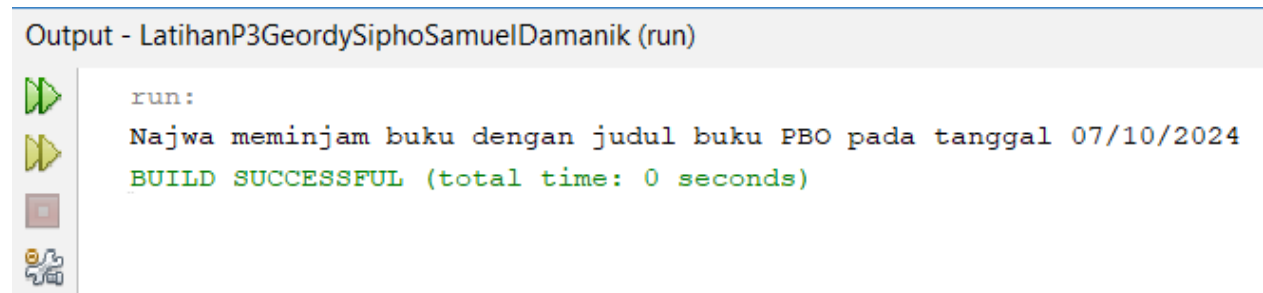 Output - LatihanP3GeordySiphoSamuelDamanik (run)
run:
Najwa meminjam buku dengan judul buku PBO pada tanggal 07/10/2024
BUILD SUCCESSFUL (total time: 0 seconds)